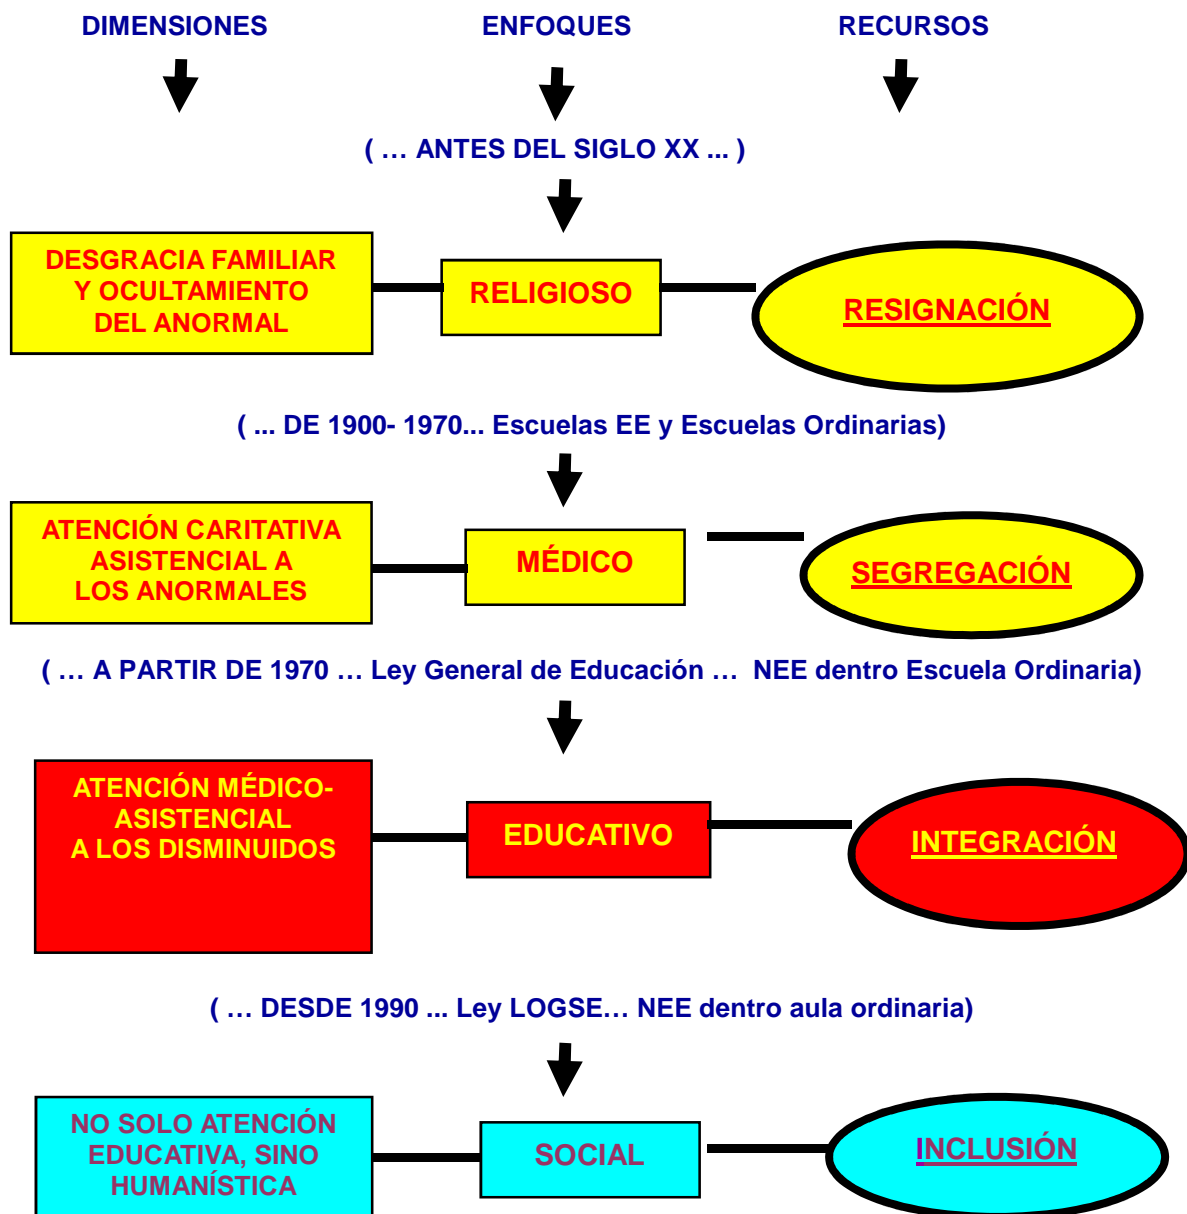 DIMENSIONES ENFOQUES RECURSOS
( … ANTES DEL SIGLO XX ... )
DESGRACIA FAMILIAR
Y OCULTAMIENTO
DEL ANORMAL
RELIGIOSO
RESIGNACIÓN
( ... DE 1900- 1970... Escuelas EE y Escuelas Ordinarias)
ATENCIÓN CARITATIVA
ASISTENCIAL A
LOS ANORMALES
MÉDICO
SEGREGACIÓN
( … A PARTIR DE 1970 … Ley General de Educación … NEE dentro Escuela Ordinaria)
ATENCIÓN MÉDICO-
ASISTENCIAL
A LOS DISMINUIDOS
EDUCATIVO
INTEGRACIÓN
( … DESDE 1990 ... Ley LOGSE… NEE dentro aula ordinaria)
NO SOLO ATENCIÓN
EDUCATIVA, SINO
HUMANÍSTICA
SOCIAL
INCLUSIÓN